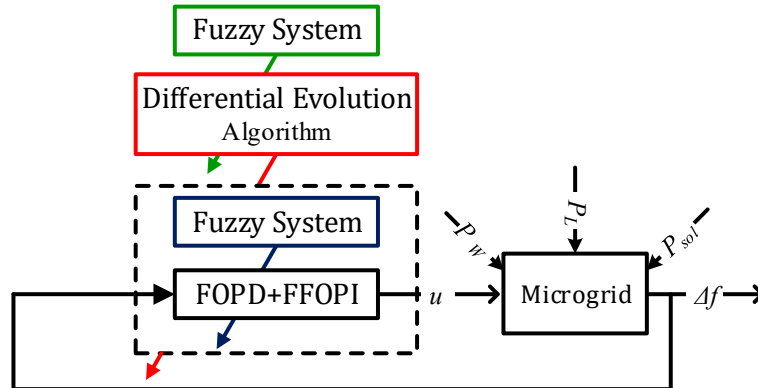 Fuzzy System
Differential Evolution
Algorithm
Fuzzy System
FOPD+FFOPI
u
P_W
P_L
P_sol
Microgrid
Δf